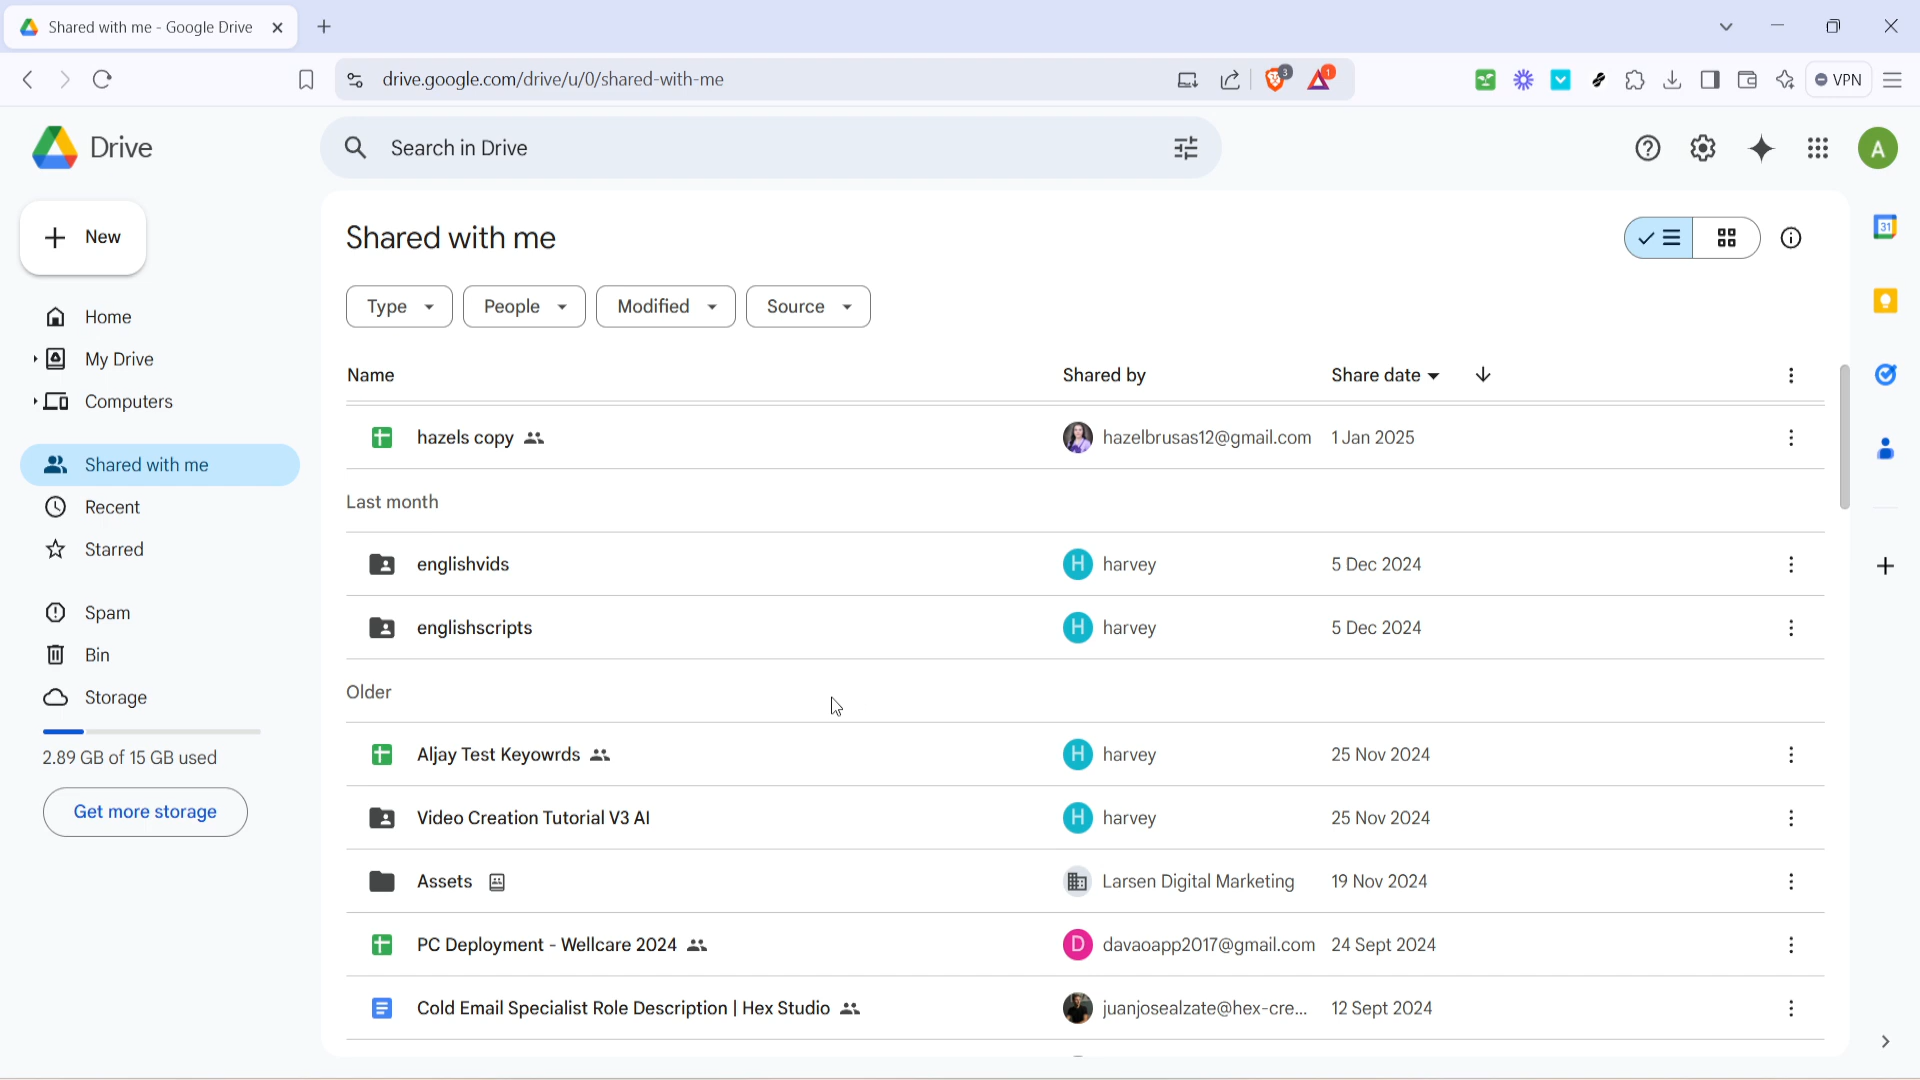 Shared with me - Google Drive
drive.google.com/drive/u/0/shared-with-me
3
1
VPN
Drive
Search in Drive
A
New
Home
My Drive
Computers
Shared with me
Recent
Starred
Spam
Bin
Storage
2.89 GB of 15 GB used
Get more storage
Shared with me
Type People Modified Source
Name Shared by Share date
hazels copy hazelbrusas12@gmail.com 1 Jan 2025
Last month
englishvids H harvey 5 Dec 2024
englishscripts H harvey 5 Dec 2024
Older
Aljay Test Keyowrds H harvey 25 Nov 2024
Video Creation Tutorial V3 AI H harvey 25 Nov 2024
Assets Larsen Digital Marketing 19 Nov 2024
PC Deployment - Wellcare 2024 D davaoapp2017@gmail.com 24 Sept 2024
Cold Email Specialist Role Description | Hex Studio juanjosealzate@hex-cre... 12 Sept 2024
31